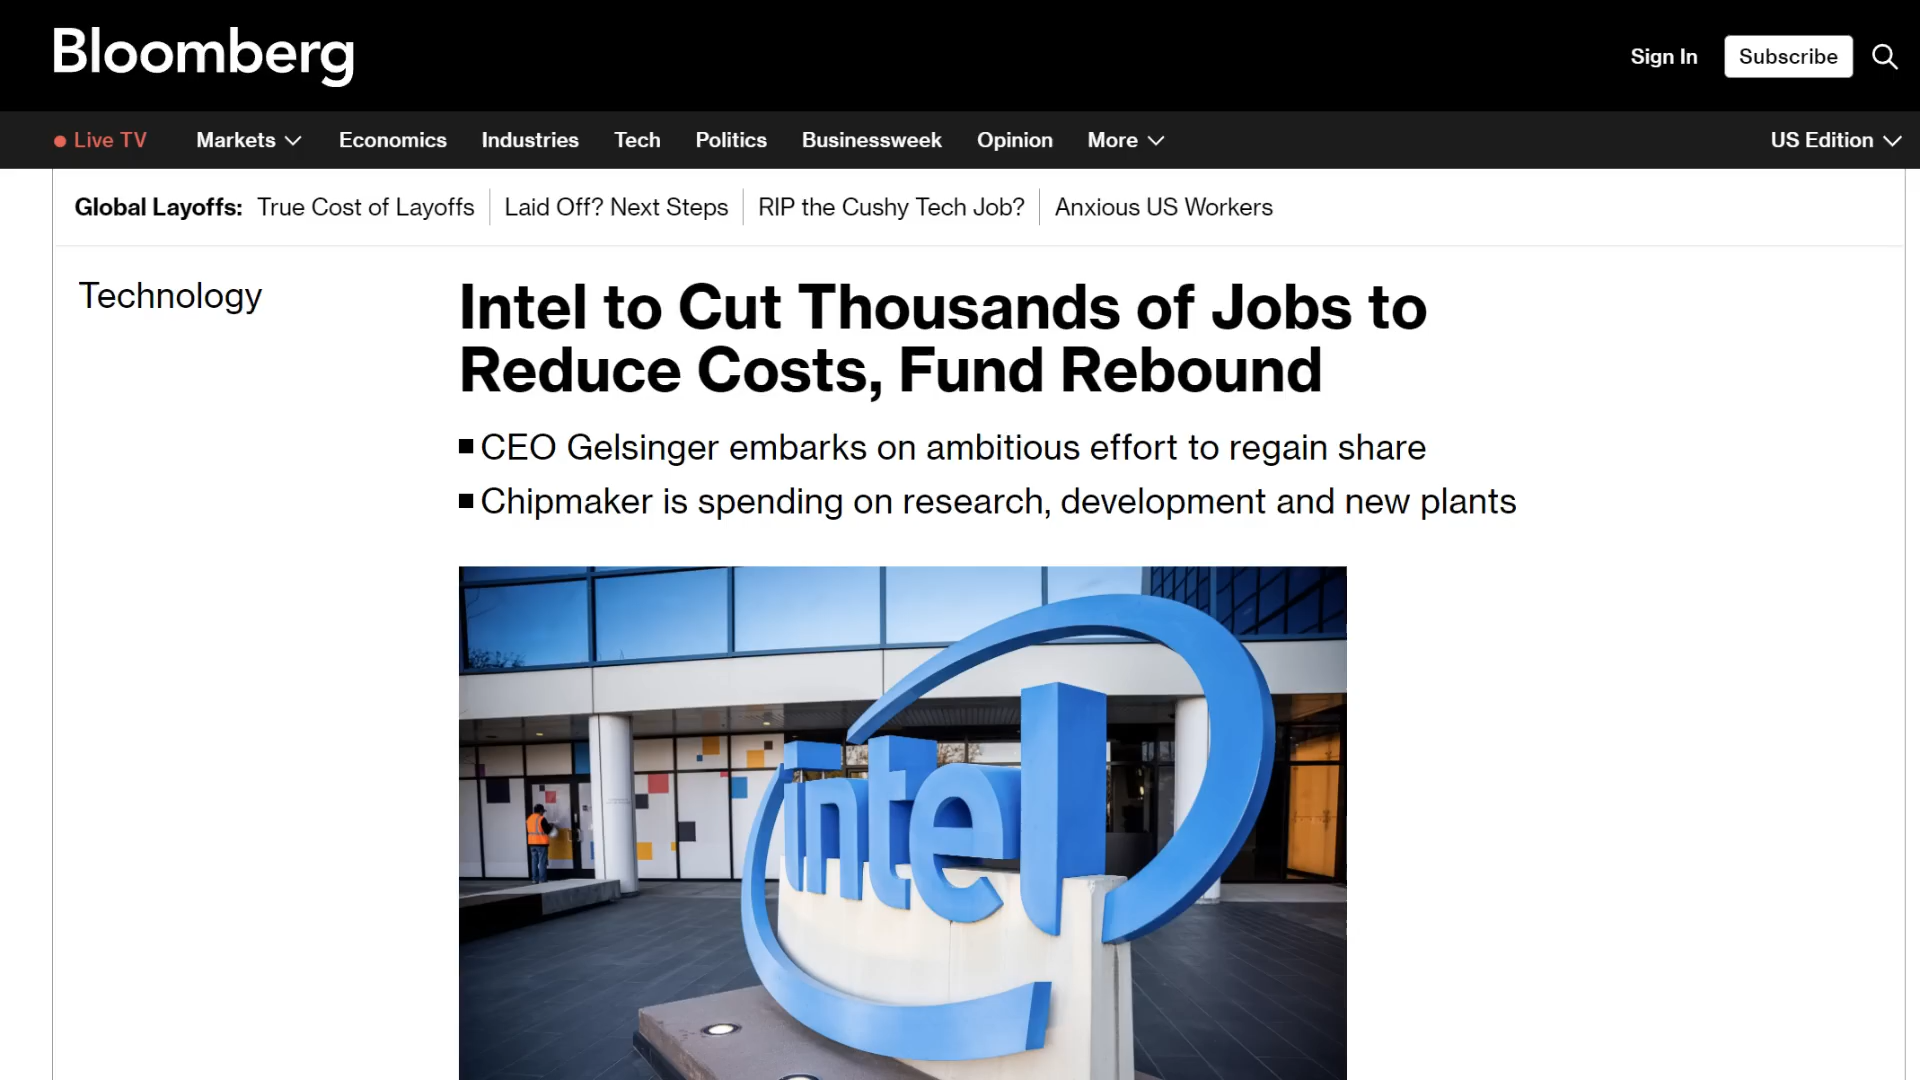 Bloomberg
Sign In
Subscribe
Live TV
Markets
Economics
Industries
Tech
Politics
Businessweek
Opinion
More
US Edition
Global Layoffs: True Cost of Layoffs Laid Off? Next Steps RIP the Cushy Tech Job? Anxious US Workers
Technology
Intel to Cut Thousands of Jobs to
Reduce Costs, Fund Rebound
CEO Gelsinger embarks on ambitious effort to regain share
Chipmaker is spending on research, development and new plants
intel